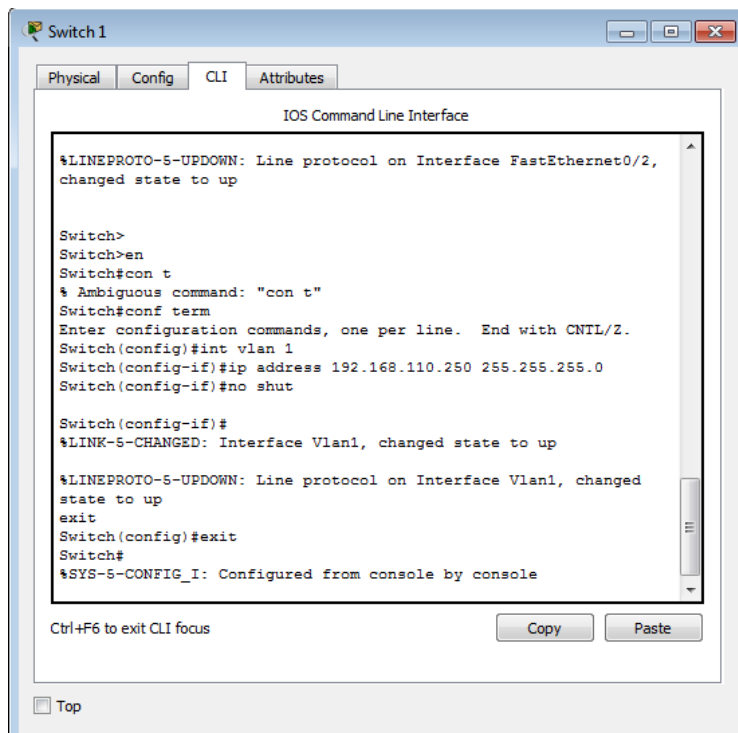 Switch 1
Physical Config CLI Attributes
IOS Command Line Interface
%LINEPROTO-5-UPDOWN: Line protocol on Interface FastEthernet0/2,
changed state to up
Switch>
Switch>en
Switch#con t
% Ambiguous command: "con t"
Switch#conf term
Enter configuration commands, one per line.  End with CNTL/Z.
Switch(config)#int vlan 1
Switch(config-if)#ip address 192.168.110.250 255.255.255.0
Switch(config-if)#no shut
Switch(config-if)#
%LINK-5-CHANGED: Interface Vlan1, changed state to up
%LINEPROTO-5-UPDOWN: Line protocol on Interface Vlan1, changed
state to up
exit
Switch(config)#exit
Switch#
%SYS-5-CONFIG_I: Configured from console by console
Ctrl+F6 to exit CLI focus Copy Paste
Top